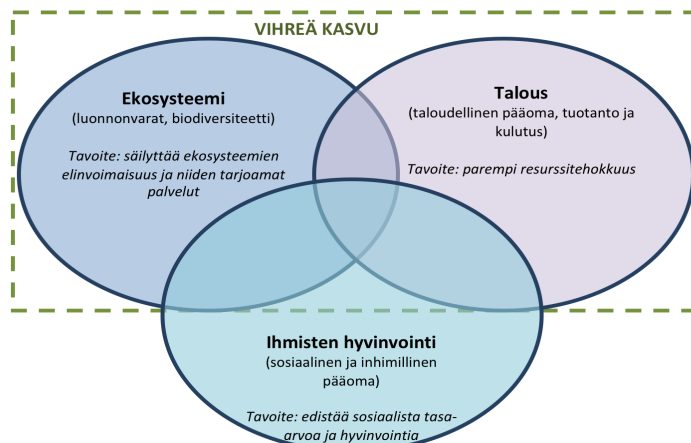 VIHREÄ KASVU
Ekosysteemi
(luonnonvarat, biodiversiteetti)
Tavoite: säilyttää ekosysteemien
elinvoimaisuus ja niiden tarjoamat
palvelut
Talous
(taloudellinen pääoma, tuotanto ja
kulutus)
Tavoite: parempi resurssitehokkuus
Ihmisten hyvinvointi
(sosiaalinen ja inhimillinen
pääoma)
Tavoite: edistää sosiaalista tasa-
arvoa ja hyvinvointia